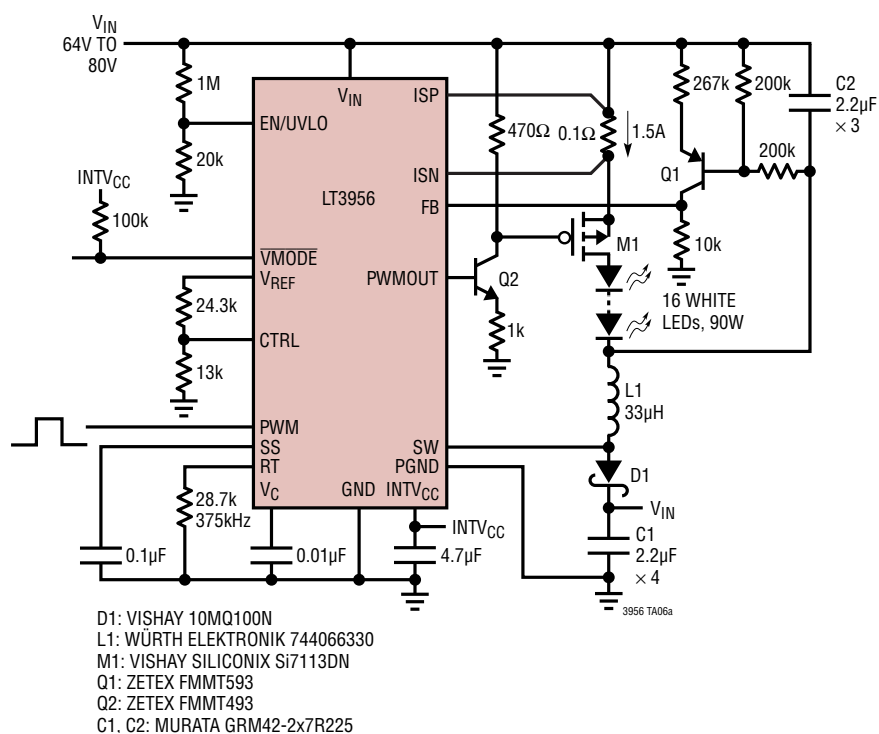 VIN
64V TO
80V
1M
EN/UVLO
20k
INTVCC
100k
VMODE
VREF
24.3k
CTRL
13k
PWM
SS
RT
VC
28.7k
375kHz
0.1µF
0.01µF
GND
INTVCC
4.7µF
INTVCC
VIN
LT3956
ISP
ISN
FB
PWMOUT
SW
PGND
470Ω
0.1Ω
1.5A
Q2
1k
M1
16 WHITE
LEDs, 90W
267k
200k
Q1
200k
10k
C2
2.2µF
× 3
L1
33µH
D1
VIN
C1
2.2µF
× 4
3956 TA06a
D1: VISHAY 10MQ100N
L1: WÜRTH ELEKTRONIK 744066330
M1: VISHAY SILICONIX Si7113DN
Q1: ZETEX FMMT593
Q2: ZETEX FMMT493
C1, C2: MURATA GRM42-2x7R225